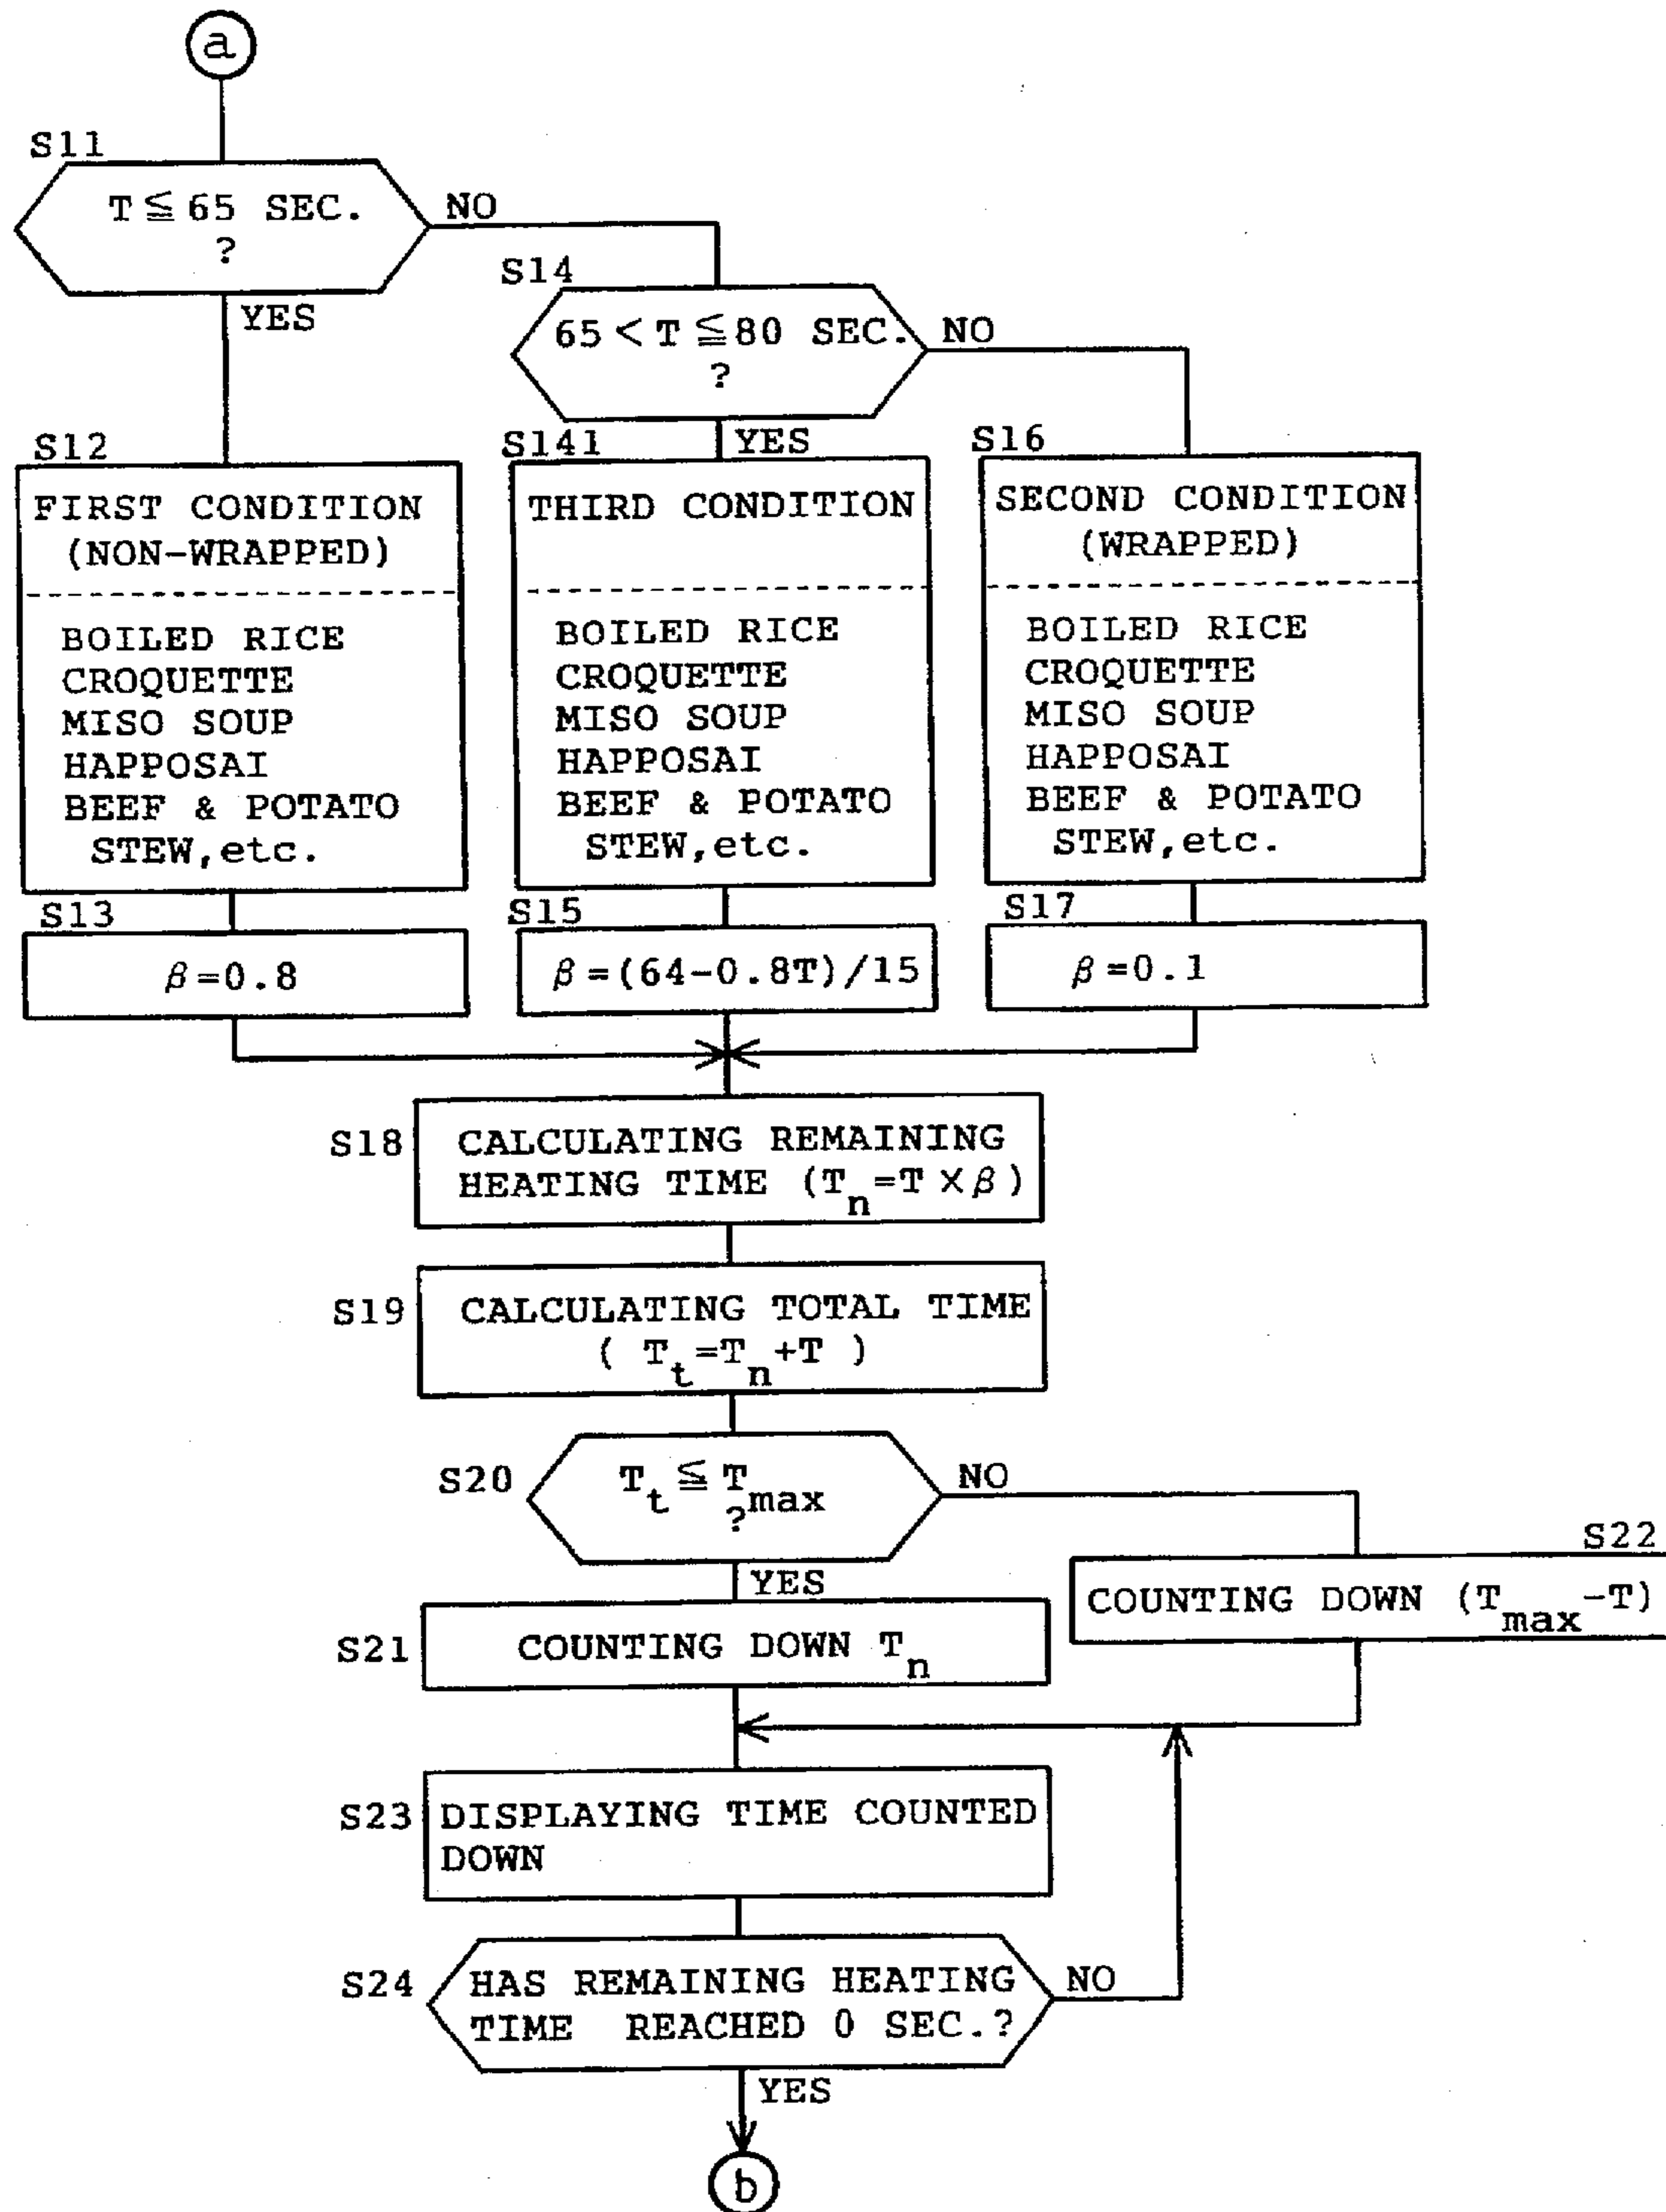 a
S11
T ≦ 65 SEC.
?
NO
YES
S14
65 < T ≦ 80 SEC.
?
NO
YES
S12
FIRST CONDITION
(NON-WRAPPED)
BOILED RICE
CROQUETTE
MISO SOUP
HAPPOSAI
BEEF & POTATO
STEW,etc.
S141
THIRD CONDITION
BOILED RICE
CROQUETTE
MISO SOUP
HAPPOSAI
BEEF & POTATO
STEW,etc.
S16
SECOND CONDITION
(WRAPPED)
BOILED RICE
CROQUETTE
MISO SOUP
HAPPOSAI
BEEF & POTATO
STEW,etc.
S13
β=0.8
S15
β=(64-0.8T)/15
S17
β=0.1
S18
CALCULATING REMAINING
HEATING TIME (Tn=T×β)
S19
CALCULATING TOTAL TIME
( Tt=Tn+T )
S20
Tt ≦ Tmax
?
NO
YES
S22
COUNTING DOWN (Tmax-T)
S21
COUNTING DOWN Tn
S23
DISPLAYING TIME COUNTED
DOWN
S24
HAS REMAINING HEATING
TIME REACHED 0 SEC.?
NO
YES
b